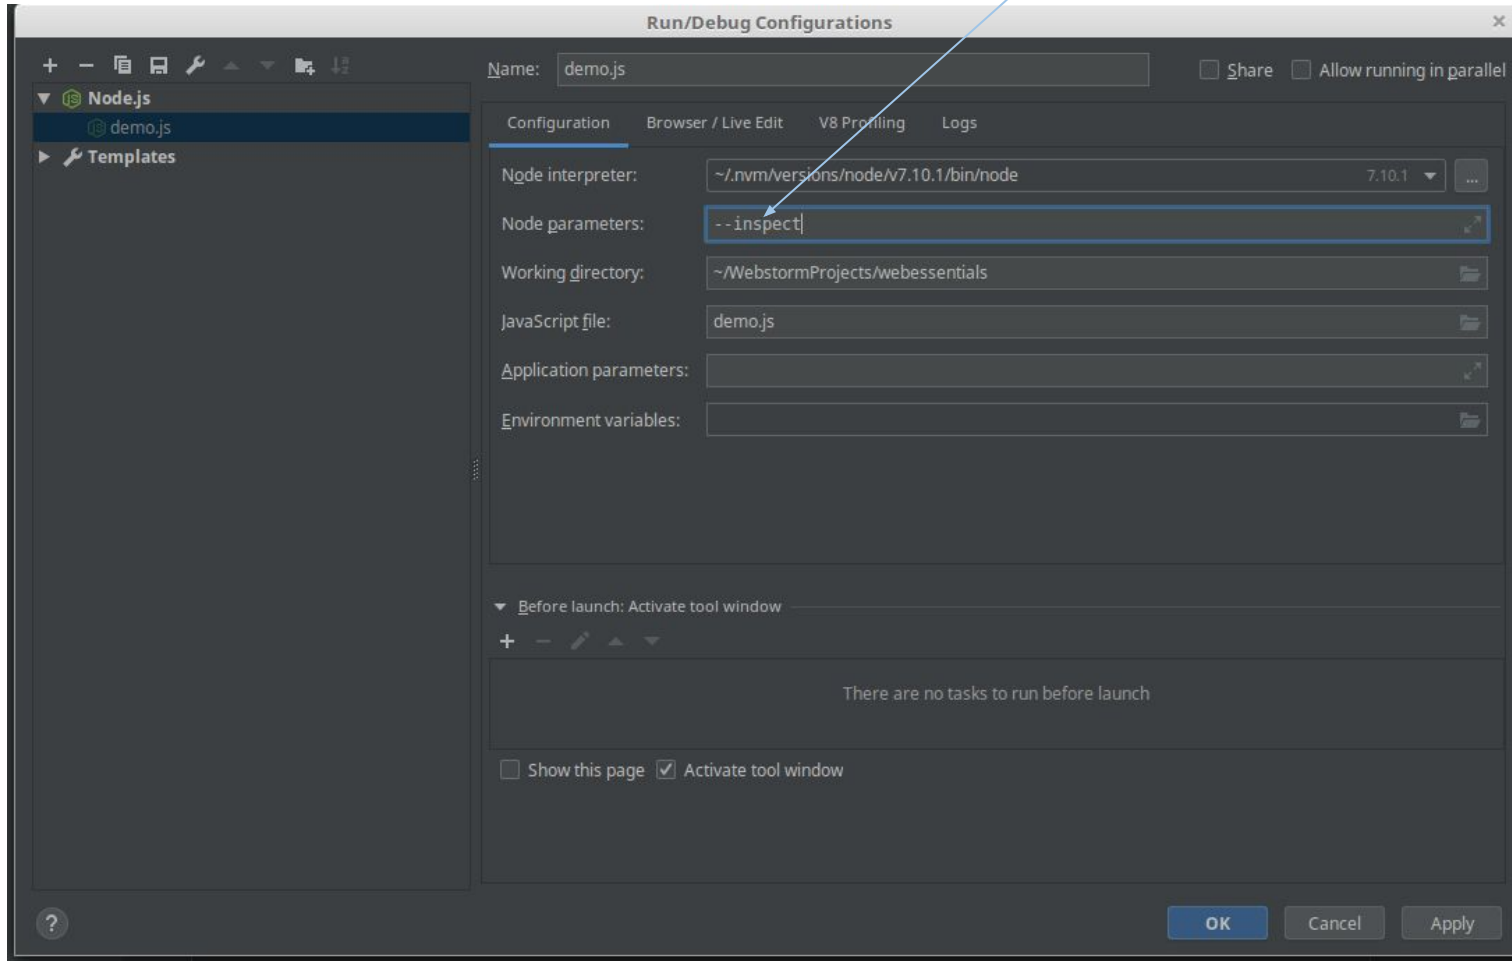 Run/Debug Configurations
Name: demo.js
Share
Allow running in parallel
Node.js
demo.js
Templates
Configuration
Browser / Live Edit
V8 Profiling
Logs
Node interpreter: ~/.nvm/versions/node/v7.10.1/bin/node 7.10.1 ...
Node parameters: --inspect
Working directory: ~/WebstormProjects/webessentials
JavaScript file: demo.js
Application parameters:
Environment variables:
Before launch: Activate tool window
There are no tasks to run before launch
Show this page
Activate tool window
? OK Cancel Apply